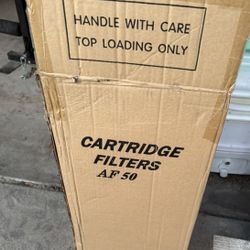 HANDLE WITH CARE
TOP LOADING ONLY
CARTRIDGE
FILTERS
AF 50